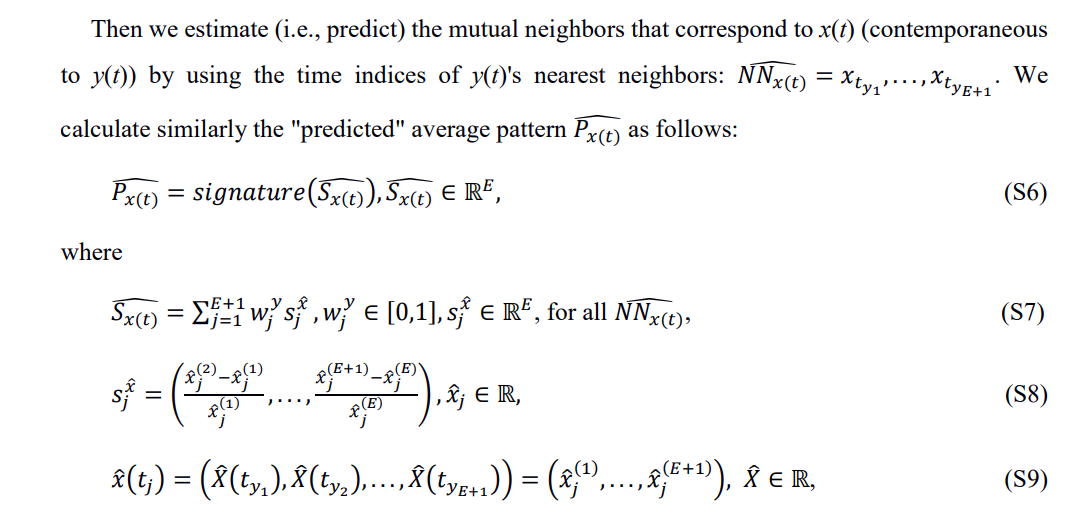 Then we estimate (i.e., predict) the mutual neighbors that correspond to x(t) (contemporaneous
to y(t)) by using the time indices of y(t)'s nearest neighbors: $\widehat{NN_{x(t)}} = x_{t_{y_1}}, \ldots, x_{t_{y_{E+1}}}$. We
calculate similarly the "predicted" average pattern $\widehat{P_{x(t)}}$ as follows:
$\widehat{P_{x(t)}} = signature(\widehat{S_{x(t)}}), \widehat{S_{x(t)}} \in \mathbb{R}^E,$ (S6)
where
$\widehat{S_{x(t)}} = \sum_{j=1}^{E+1} w_j^y s_j^{\hat{x}}, w_j^y \in [0,1], s_j^{\hat{x}} \in \mathbb{R}^E$, for all $\widehat{NN_{x(t)}}$, (S7)
$s_j^{\hat{x}} = \left( \frac{\hat{x}_j^{(2)} - \hat{x}_j^{(1)}}{\hat{x}_j^{(1)}}, \ldots, \frac{\hat{x}_j^{(E+1)} - \hat{x}_j^{(E)}}{\hat{x}_j^{(E)}} \right), \hat{x}_j \in \mathbb{R},$ (S8)
$\hat{x}(t_j) = \left( \hat{X}(t_{y_1}), \hat{X}(t_{y_2}), \ldots, \hat{X}(t_{y_{E+1}}) \right) = \left( \hat{x}_j^{(1)}, \ldots, \hat{x}_j^{(E+1)} \right), \hat{X} \in \mathbb{R},$ (S9)